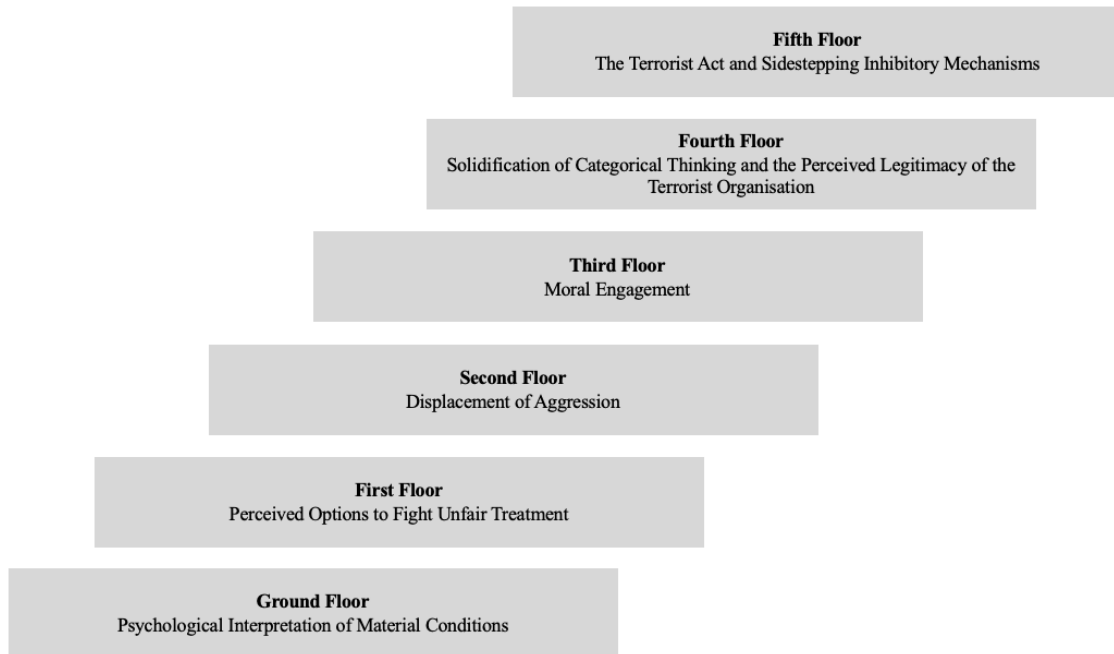 Fifth Floor
The Terrorist Act and Sidestepping Inhibitory Mechanisms
Fourth Floor
Solidification of Categorical Thinking and the Perceived Legitimacy of the
Terrorist Organisation
Third Floor
Moral Engagement
Second Floor
Displacement of Aggression
First Floor
Perceived Options to Fight Unfair Treatment
Ground Floor
Psychological Interpretation of Material Conditions